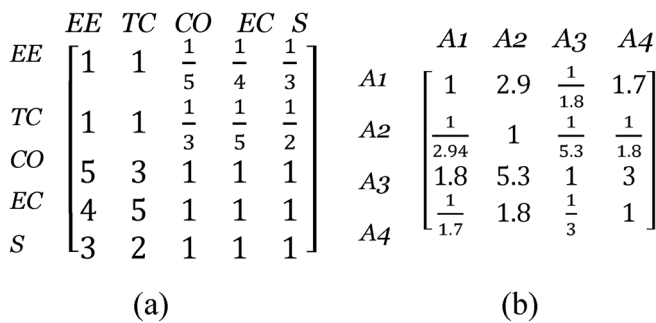 EE TC CO EC S
EE 1 1 1/5 1/4 1/3
TC 1 1 1/3 1/5 1/2
CO 5 3 1 1 1
EC 4 5 1 1 1
S 3 2 1 1 1
(a)
A1 A2 A3 A4
A1 1 2.9 1/1.8 1.7
A2 1/2.94 1 1/5.3 1/1.8
A3 1.8 5.3 1 3
A4 1/1.7 1.8 1/3 1
(b)